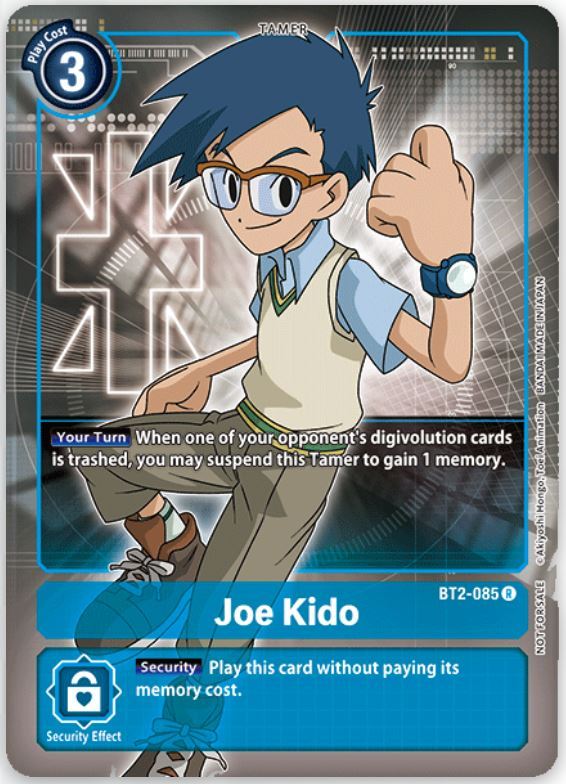 TAMER
Play Cost
3
90
Your Turn When one of your opponent's digivolution cards
is trashed, you may suspend this Tamer to gain 1 memory.
BT2-085 R
Joe Kido
Security Play this card without paying its
memory cost.
Security Effect
NOT FOR SALE ©Akiyoshi Hongo, Toei Animation BANDAI MADE IN JAPAN